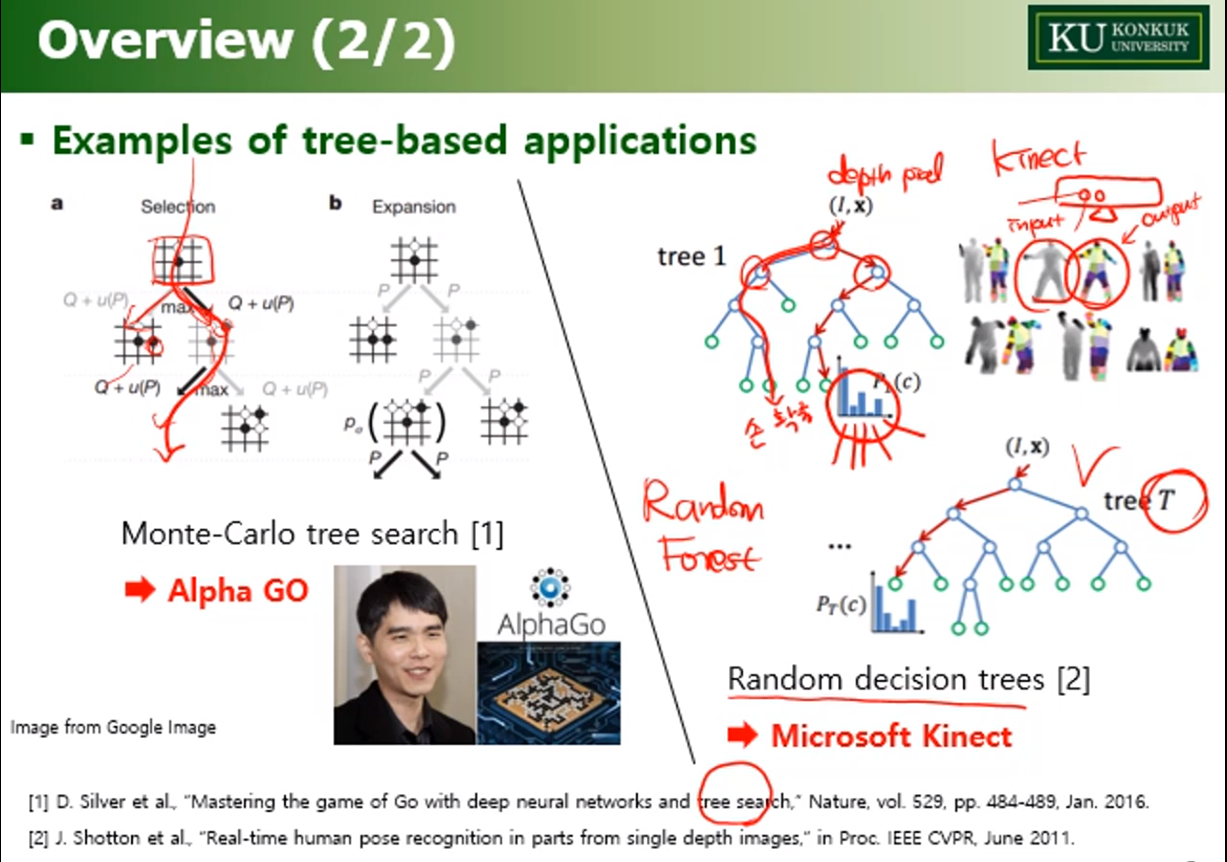 Overview (2/2)
KU KONKUK
UNIVERSITY
▪ Examples of tree-based applications
a Selection
Q + u(P) max Q + u(P)
Q + u(P) max Q + u(P)
b Expansion
P P
P P
P P
Monte-Carlo tree search [1]
➡ Alpha GO
AlphaGo
Image from Google Image
depth pixel
(I, x)
tree 1
(c)
손 확률
Kinect
input
output
Random
Forest
...
(I, x)
tree T
P_T(c)
Random decision trees [2]
➡ Microsoft Kinect
[1] D. Silver et al., "Mastering the game of Go with deep neural networks and tree search," Nature, vol. 529, pp. 484-489, Jan. 2016.
[2] J. Shotton et al., "Real-time human pose recognition in parts from single depth images," in Proc. IEEE CVPR, June 2011.